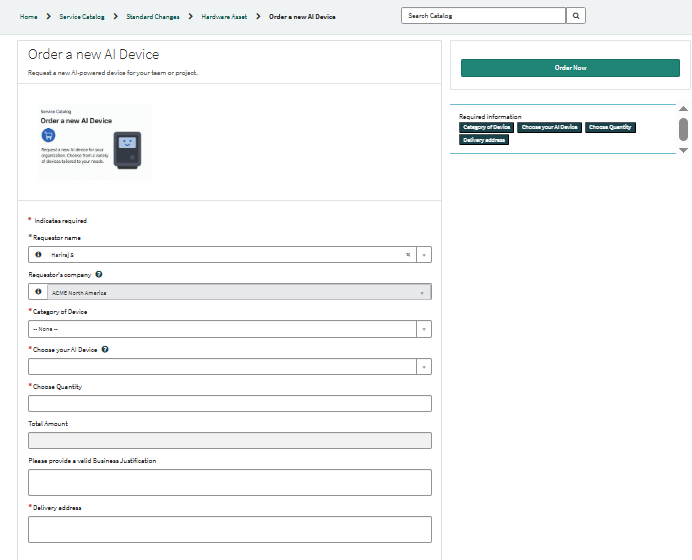 Home > Service Catalog > Standard Changes > Hardware Asset > Order a new AI Device
Search Catalog
Order a new AI Device
Request a new AI-powered device for your team or project.
Service Catalog
Order a new AI Device
Request a new AI device for your
organization. Choose from a variety
of devices tailored to your needs.
Order Now
Required information
Category of Device
Choose your AI Device
Choose Quantity
Delivery address
* Indicates required
* Requestor name
Hariraj S
Requestor's company
ACME North America
* Category of Device
-- None --
* Choose your AI Device
* Choose Quantity
Total Amount
Please provide a valid Business Justification
* Delivery address